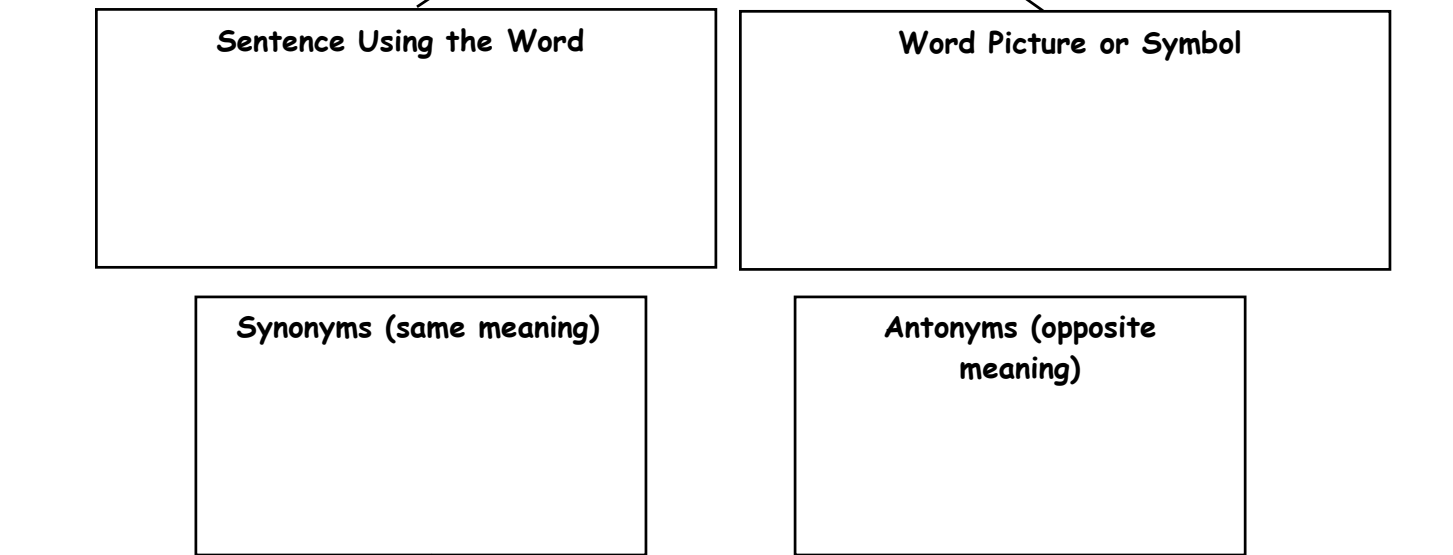 Sentence Using the Word
Word Picture or Symbol
Synonyms (same meaning)
Antonyms (opposite
meaning)